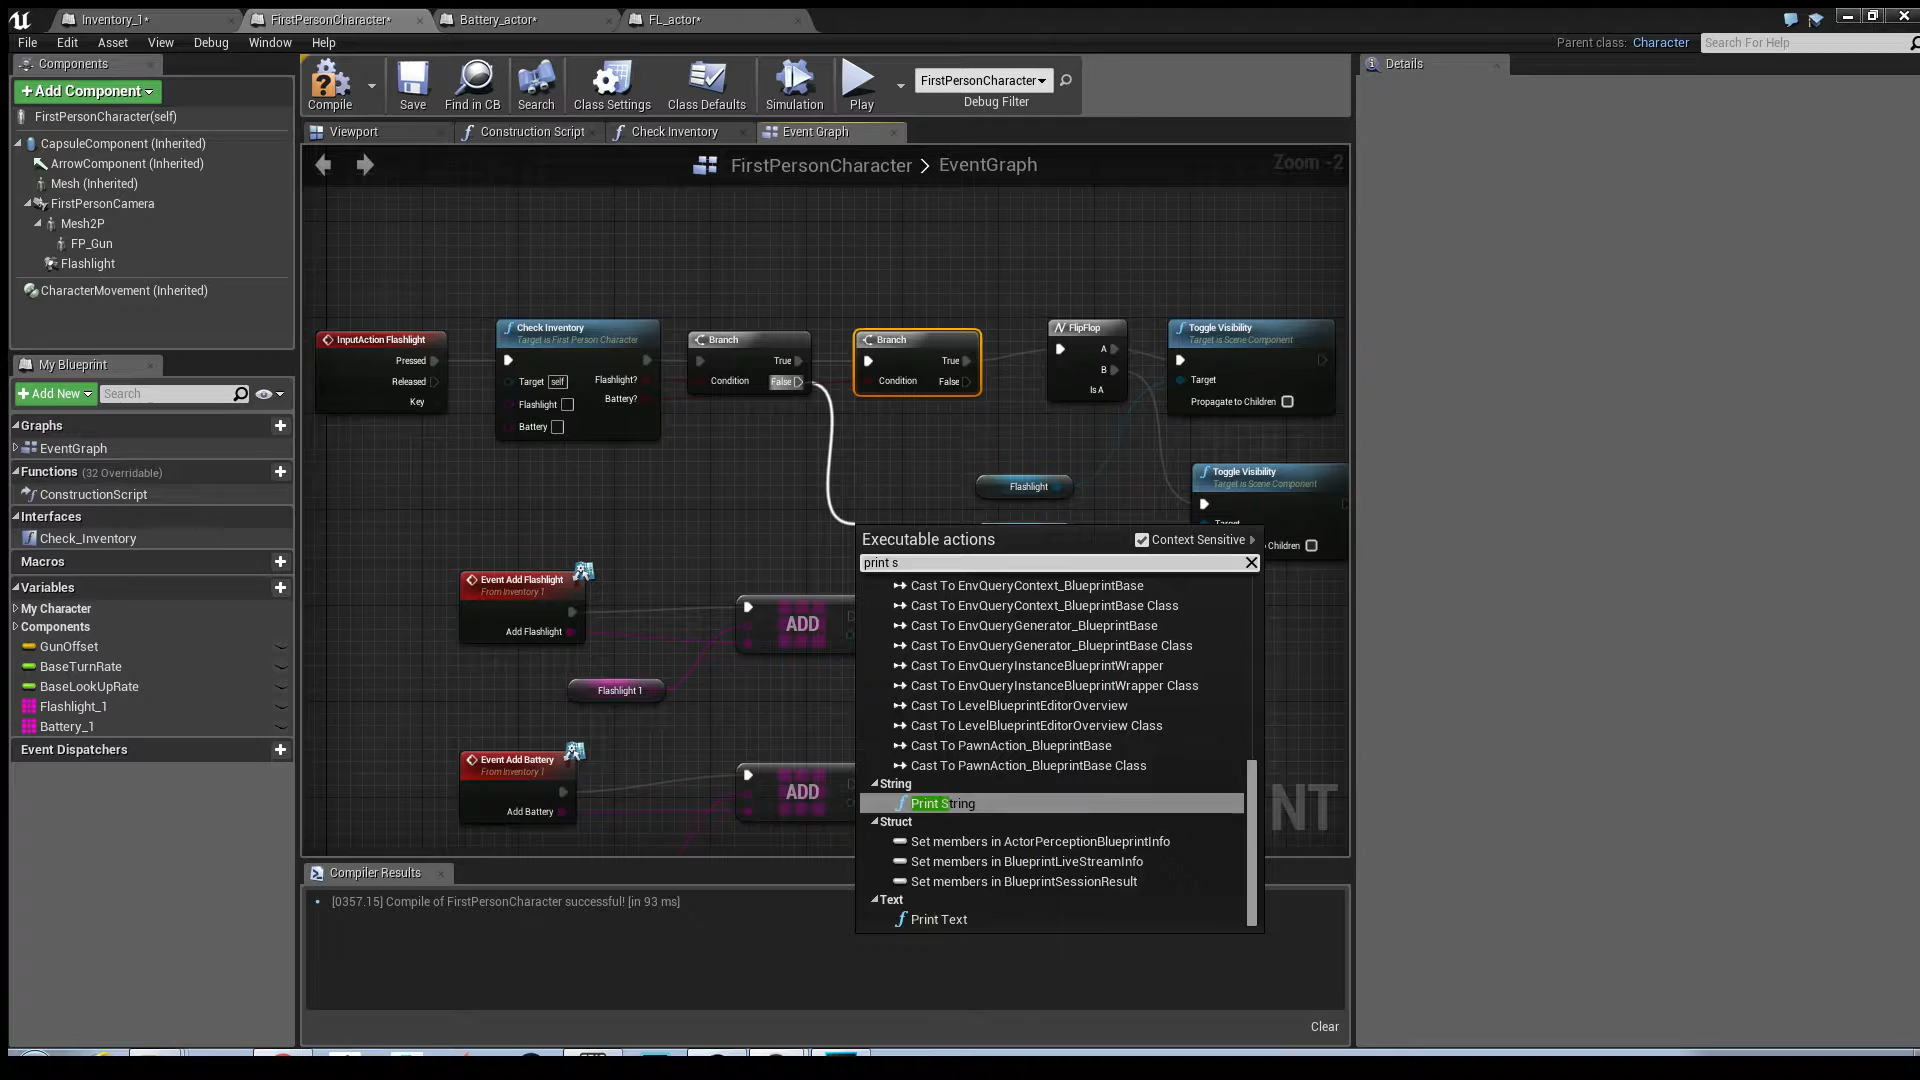 Inventory_1*
FirstPersonCharacter*
Battery_actor*
FL_actor*
File
Edit
Asset
View
Debug
Window
Help
Parent class: Character
Search For Help
Components
+Add Component
FirstPersonCharacter(self)
CapsuleComponent (Inherited)
ArrowComponent (Inherited)
Mesh (Inherited)
FirstPersonCamera
Mesh2P
FP_Gun
Flashlight
CharacterMovement (Inherited)
Compile
Save
Find in CB
Search
Class Settings
Class Defaults
Simulation
Play
FirstPersonCharacter
Debug Filter
Details
Viewport
Construction Script
Check Inventory
Event Graph
FirstPersonCharacter > EventGraph
Zoom -2
My Blueprint
+Add New
Search
Graphs
EventGraph
Functions (32 Overridable)
ConstructionScript
Interfaces
Check_Inventory
Macros
Variables
My Character
Components
GunOffset
BaseTurnRate
BaseLookUpRate
Flashlight_1
Battery_1
Event Dispatchers
InputAction Flashlight
Pressed
Released
Key
Check Inventory
Target is First Person Character
Target self
Flashlight?
Battery?
Flashlight
Battery
Branch
True
Condition
False
Branch
True
Condition
False
FlipFlop
A
B
Is A
Toggle Visibility
Target is Scene Component
Target
Propagate to Children
Flashlight
Toggle Visibility
Target is Scene Component
Target
Children
Event Add Flashlight
From Inventory 1
Add Flashlight
ADD
Flashlight 1
Event Add Battery
From Inventory 1
Add Battery
ADD
NT
Executable actions
Context Sensitive
print s
Cast To EnvQueryContext_BlueprintBase
Cast To EnvQueryContext_BlueprintBase Class
Cast To EnvQueryGenerator_BlueprintBase
Cast To EnvQueryGenerator_BlueprintBase Class
Cast To EnvQueryInstanceBlueprintWrapper
Cast To EnvQueryInstanceBlueprintWrapper Class
Cast To LevelBlueprintEditorOverview
Cast To LevelBlueprintEditorOverview Class
Cast To PawnAction_BlueprintBase
Cast To PawnAction_BlueprintBase Class
String
Print String
Struct
Set members in ActorPerceptionBlueprintInfo
Set members in BlueprintLiveStreamInfo
Set members in BlueprintSessionResult
Text
Print Text
Compiler Results
[0357.15] Compile of FirstPersonCharacter successful! [in 93 ms]
Clear